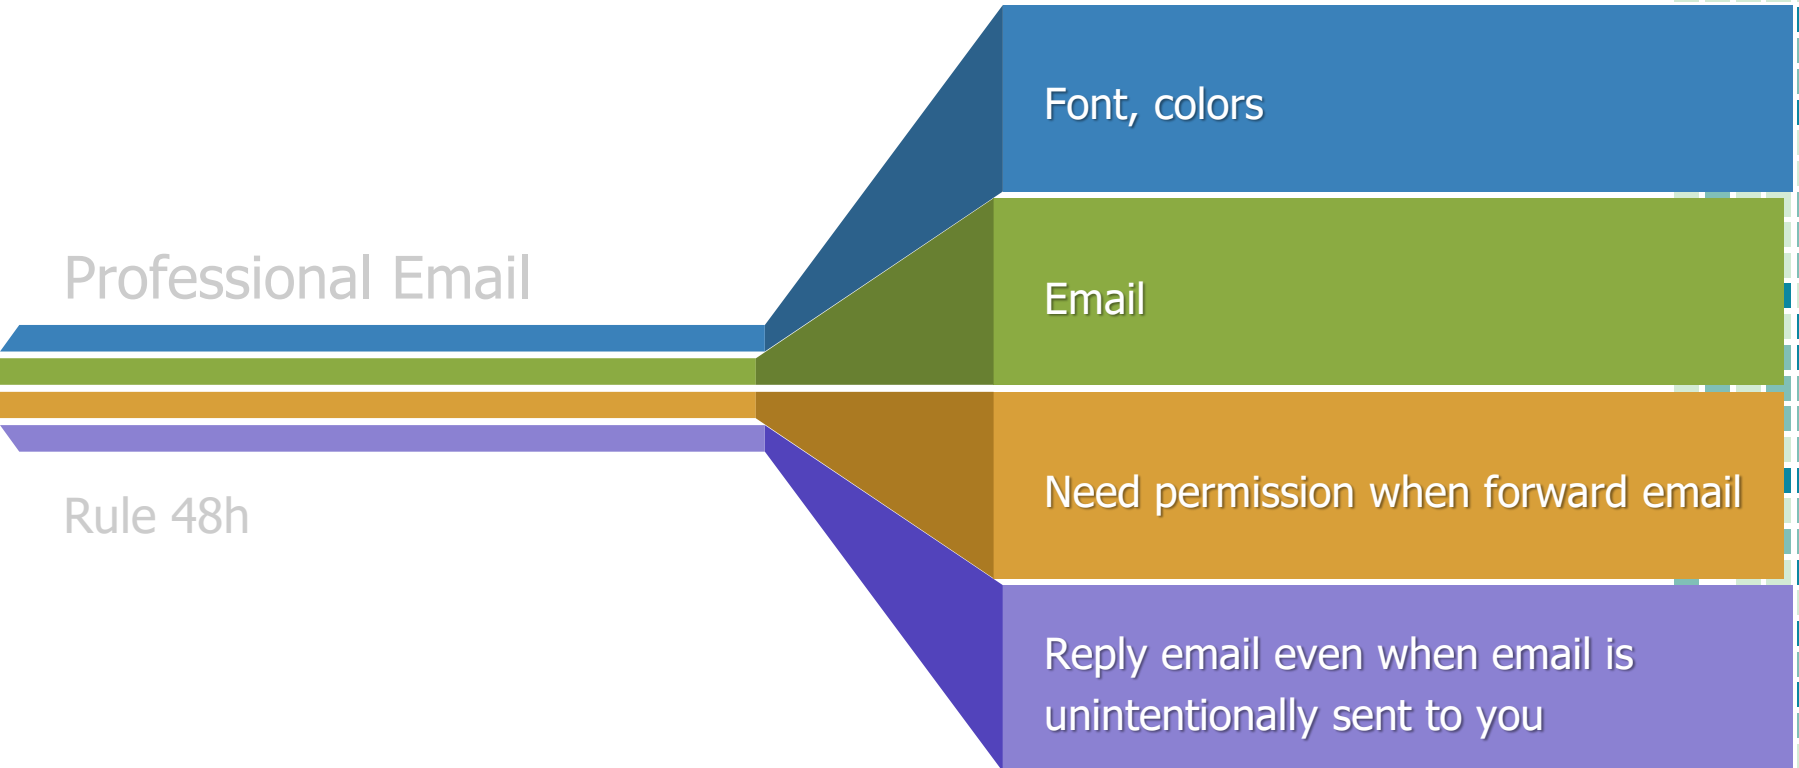 Professional Email
Rule 48h
Font, colors
Email
Need permission when forward email
Reply email even when email is
unintentionally sent to you